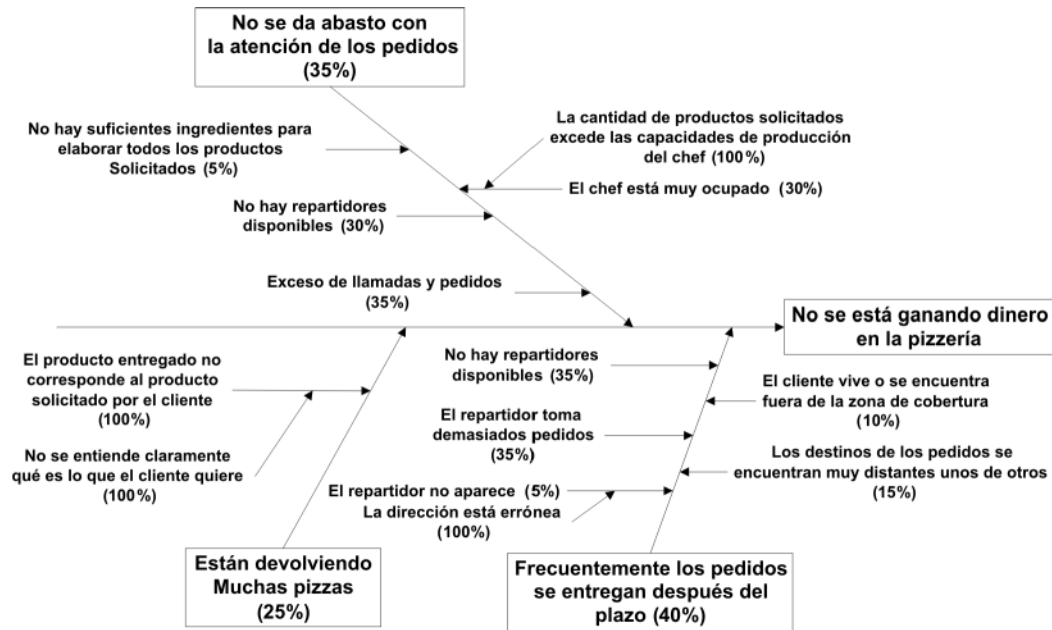 No se da abasto con
la atención de los pedidos
(35%)
No hay suficientes ingredientes para
elaborar todos los productos
Solicitados (5%)
La cantidad de productos solicitados
excede las capacidades de producción
del chef (100%)
El chef está muy ocupado (30%)
No hay repartidores
disponibles (30%)
Exceso de llamadas y pedidos
(35%)
No se está ganando dinero
en la pizzería
El producto entregado no
corresponde al producto
solicitado por el cliente
(100%)
No se entiende claramente
qué es lo que el cliente quiere
(100%)
Están devolviendo
Muchas pizzas
(25%)
No hay repartidores
disponibles (35%)
El cliente vive o se encuentra
fuera de la zona de cobertura
(10%)
El repartidor toma
demasiados pedidos
(35%)
Los destinos de los pedidos se
encuentran muy distantes unos de otros
(15%)
El repartidor no aparece (5%)
La dirección está errónea
(100%)
Frecuentemente los pedidos
se entregan después del
plazo (40%)